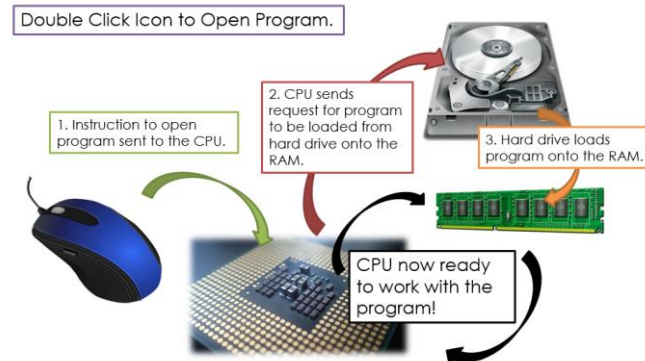 Double Click Icon to Open Program.
1. Instruction to open
program sent to the CPU.
2. CPU sends
request for program
to be loaded from
hard drive onto the
RAM.
3. Hard drive loads
program onto the RAM.
CPU now ready
to work with the
program!